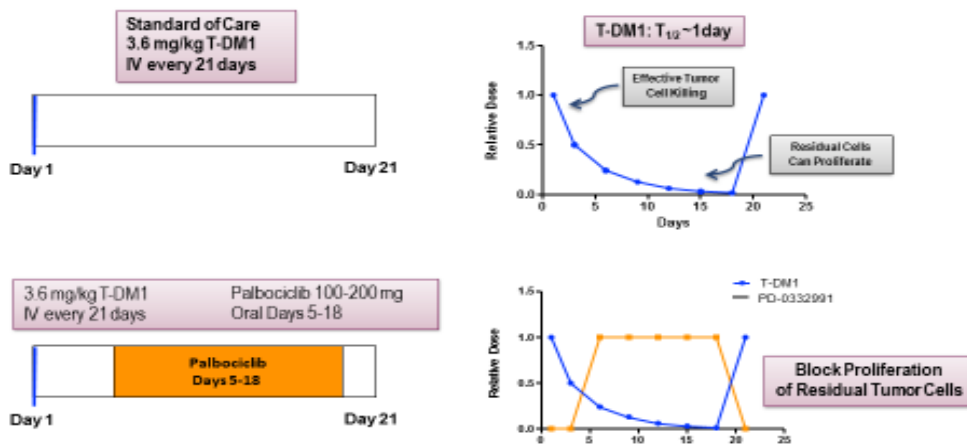 Standard of Care
3.6 mg/kg T-DM1
IV every 21 days
Day 1
Day 21
T-DM1: T1/2~1day
1.5
1.0
0.5
0.0
Relative Dose
0
5
10
15
20
25
Days
Effective Tumor
Cell Killing
Residual Cells
Can Proliferate
3.6 mg/kg T-DM1
IV every 21 days
Palbociclib 100-200 mg
Oral Days 5-18
Palbociclib
Days 5-18
Day 1
Day 21
T-DM1
PD-0332991
1.5
1.0
0.5
0.0
Relative Dose
0
5
10
15
20
25
Block Proliferation
of Residual Tumor Cells